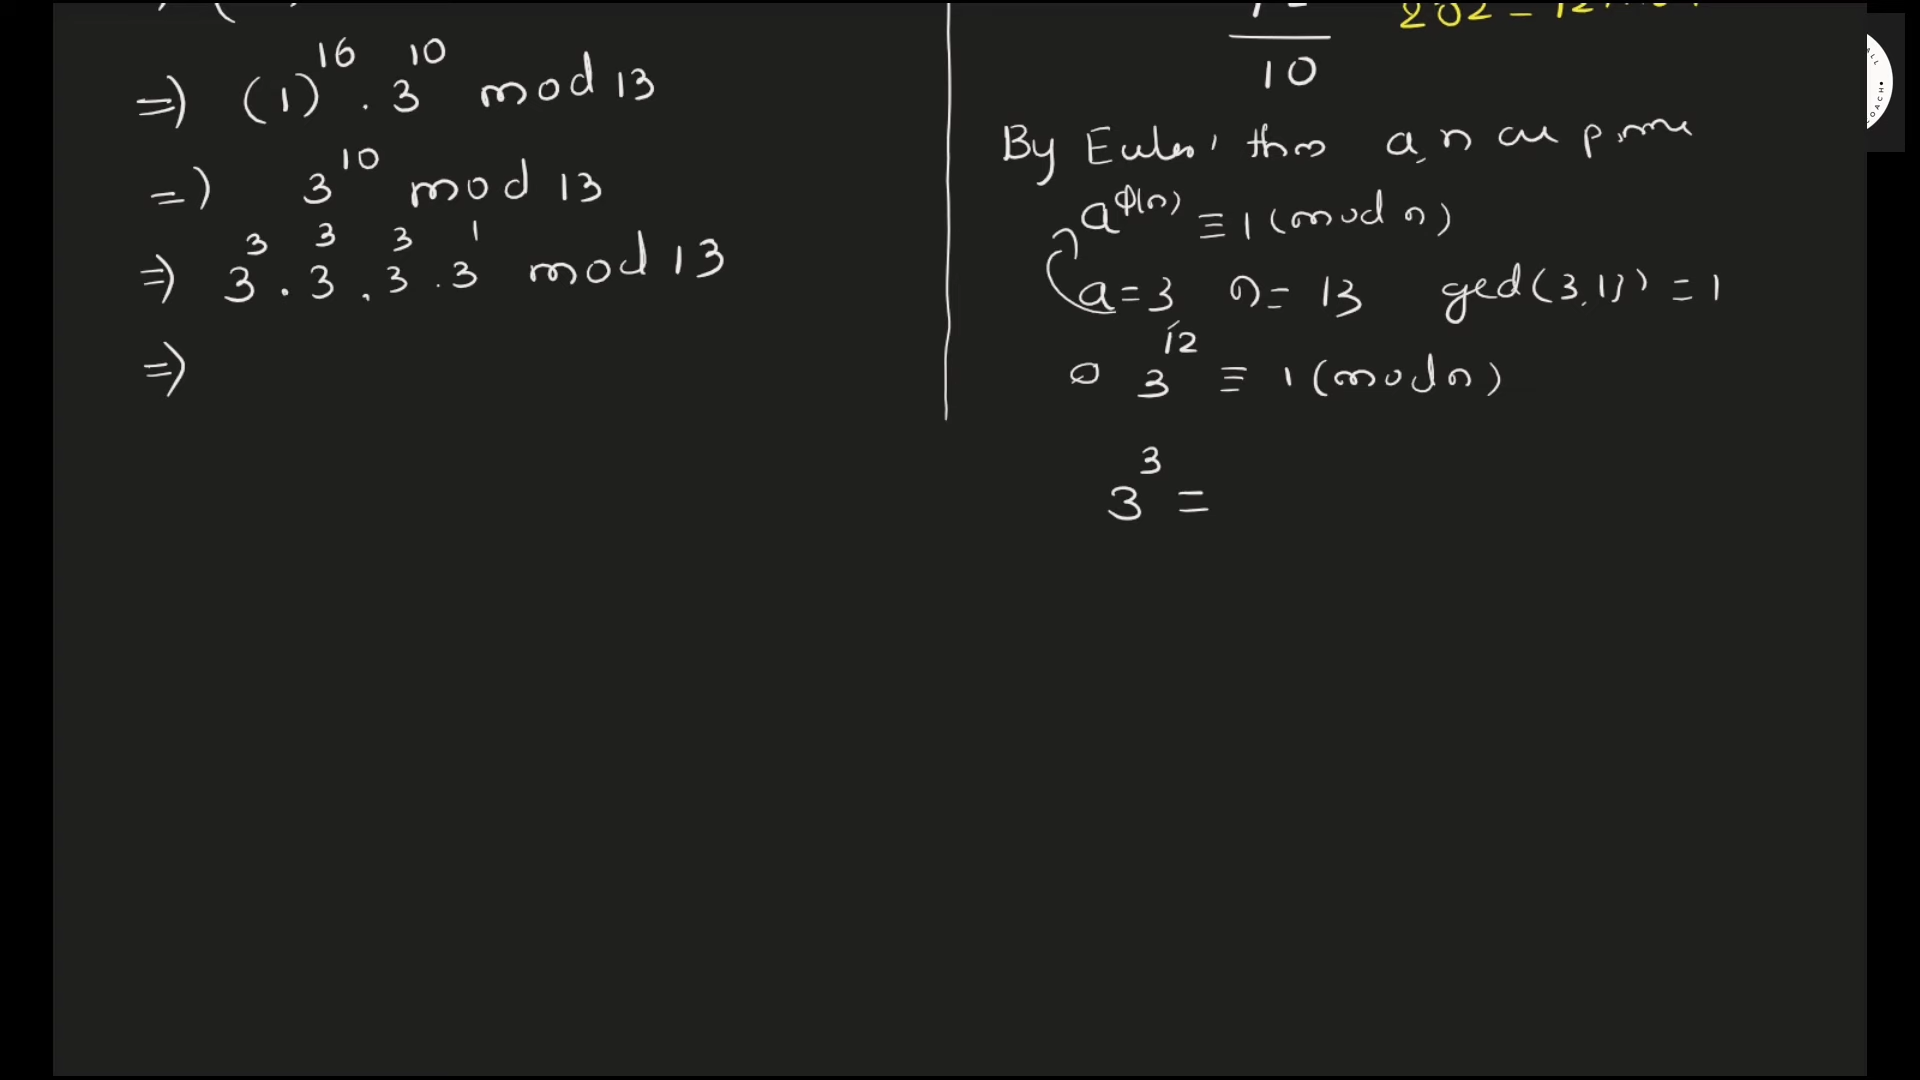 =) (1)^16 . 3^10 mod 13
=) 3^10 mod 13
=) 3^3 . 3^3 . 3^3 . 3^1 mod 13
=)
10
By Euler' thm a, n are prime
a^ϕ(n) ≡ 1 (mod n)
a = 3 n = 13 gcd(3,13) = 1
3^12 ≡ 1 (mod n)
3^3 =